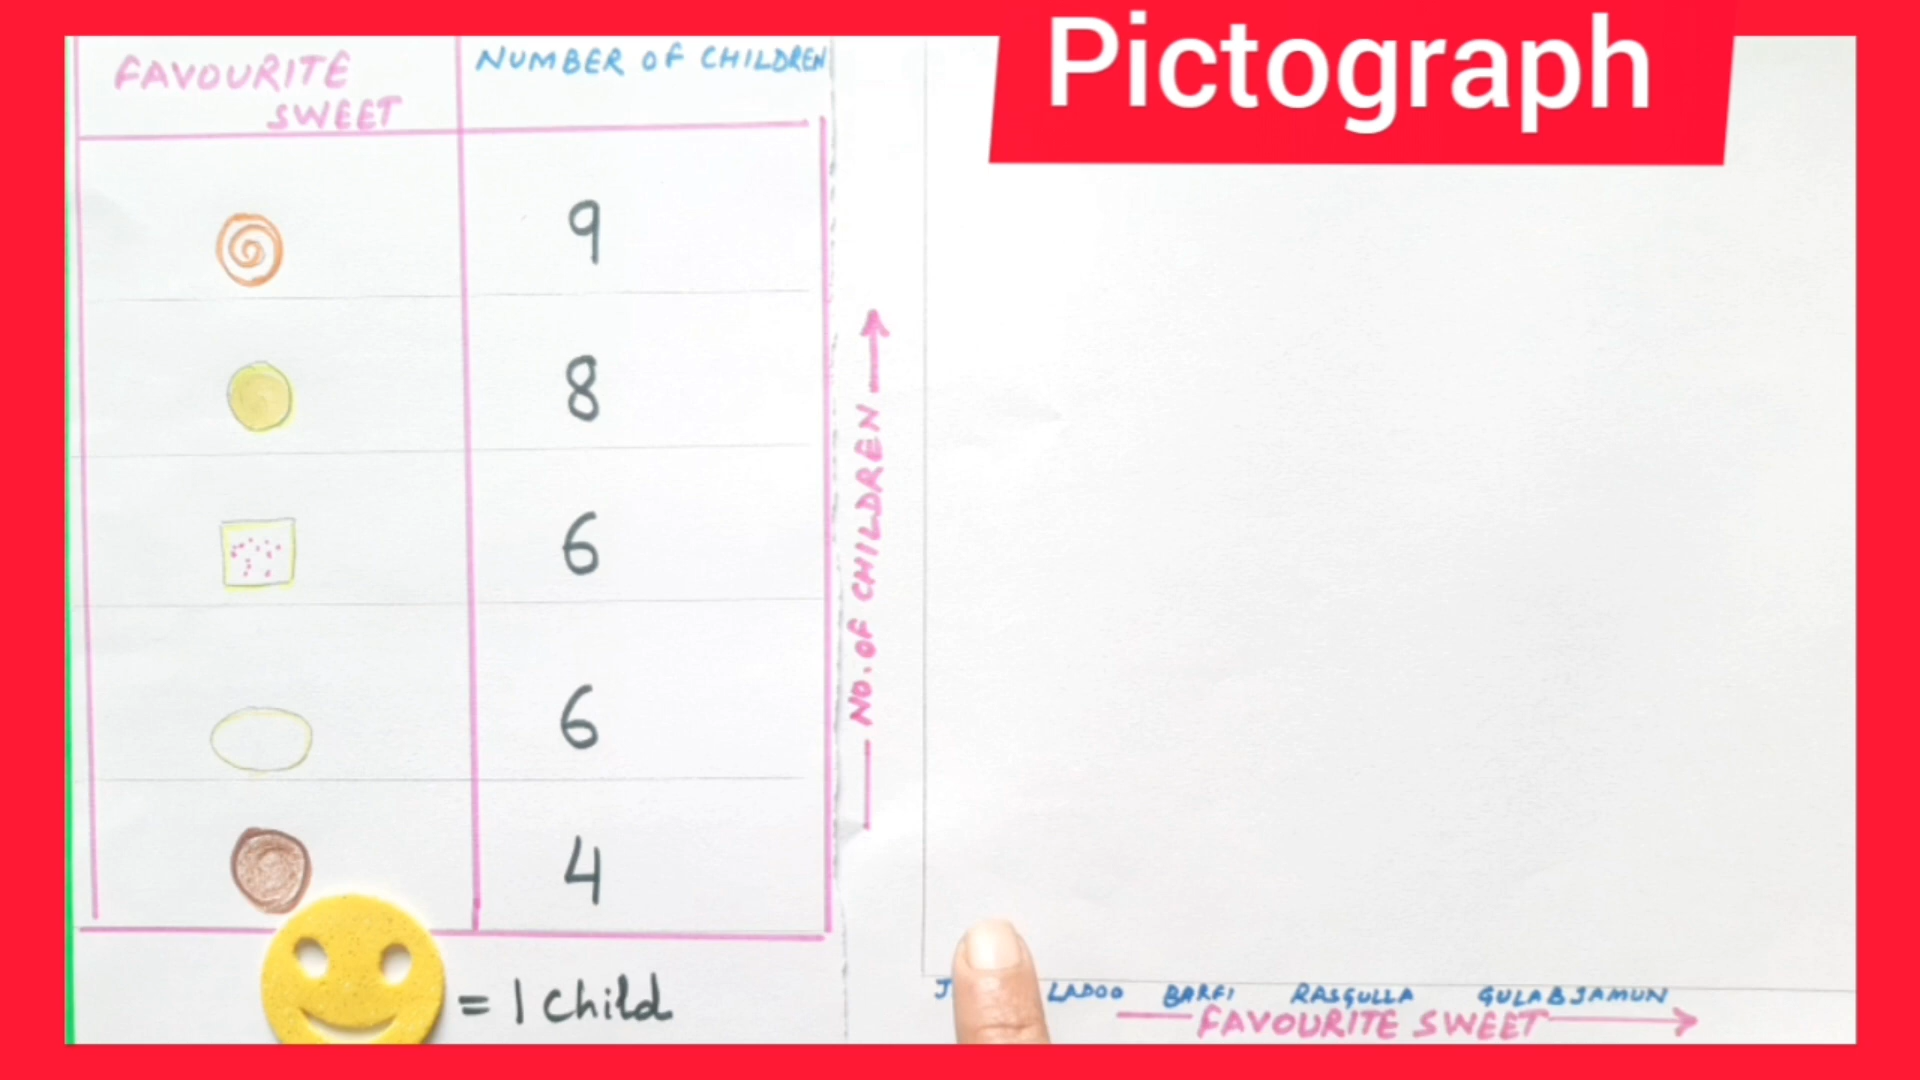 Pictograph
FAVOURITE
SWEET
NUMBER OF CHILDREN
9
8
6
6
4
= 1 child
NO. OF CHILDREN
LADOO BARFI RASGULLA GULAB JAMUN
FAVOURITE SWEET